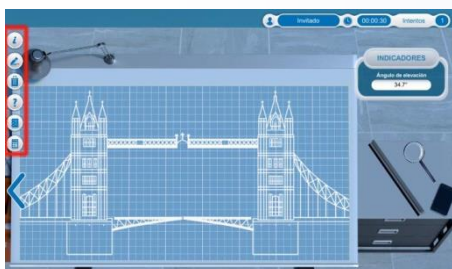 Invitado
00:00:30
Intentos
1
INDICADORES
Ángulo de elevación
34.7°
i
?